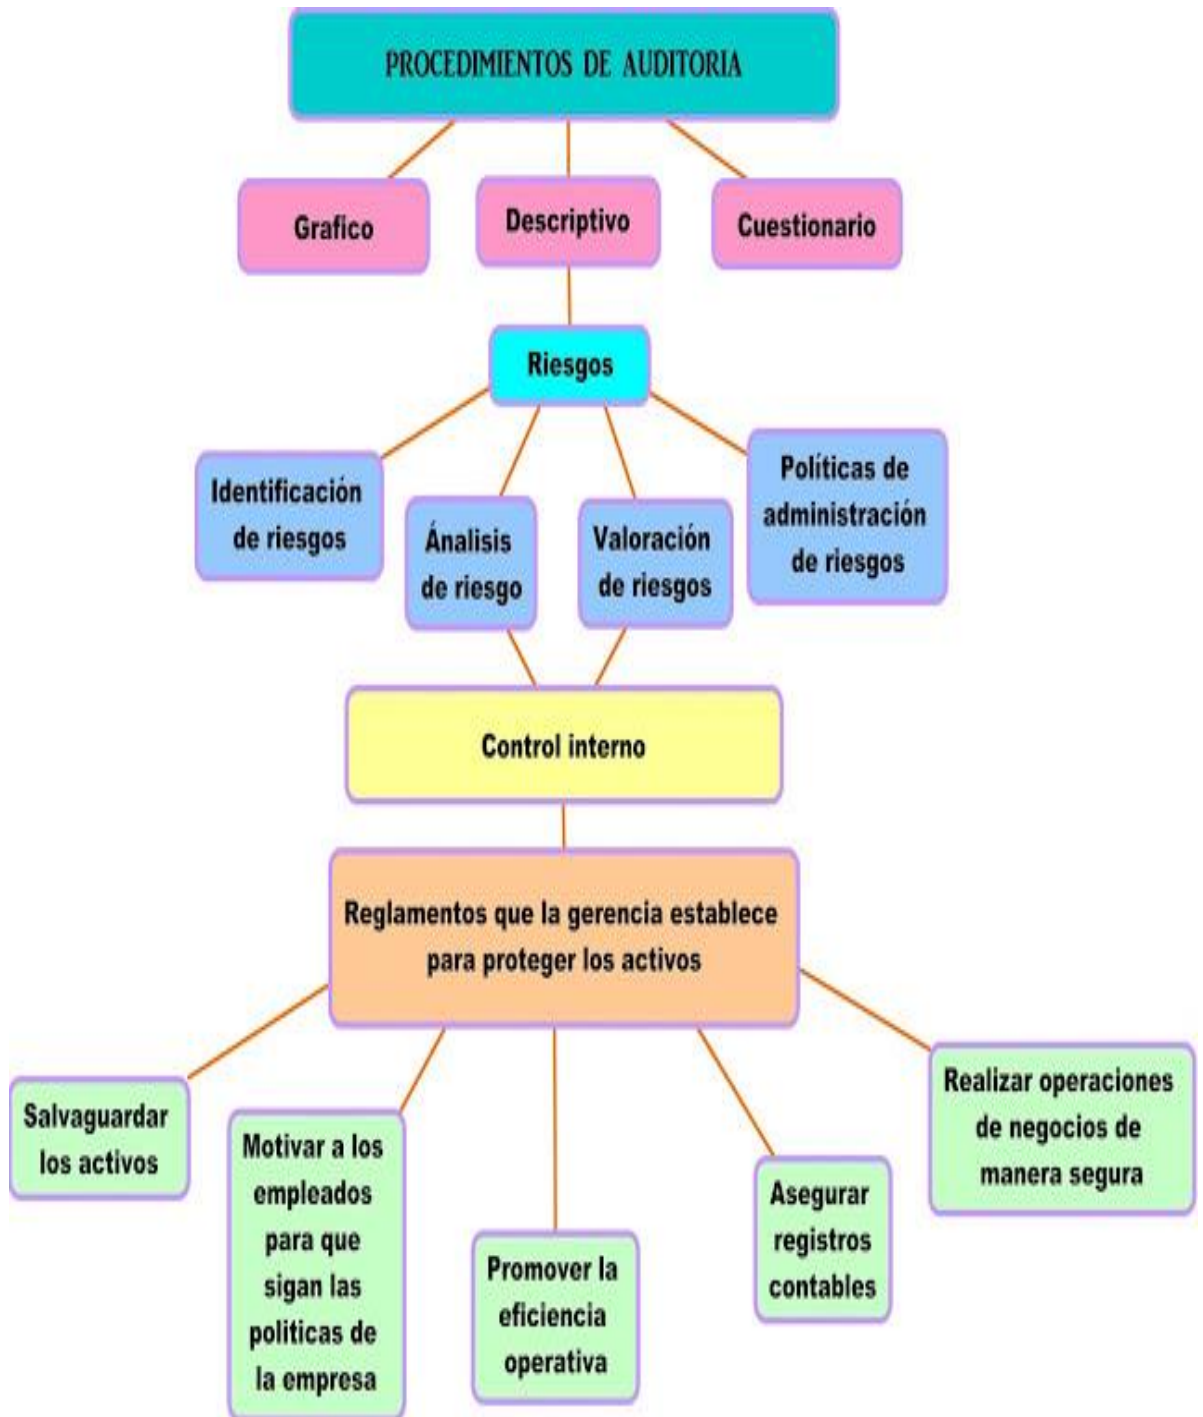 PROCEDIMIENTOS DE AUDITORIA
Grafico
Descriptivo
Cuestionario
Riesgos
Identificación
de riesgos
Ánalisis
de riesgo
Valoración
de riesgos
Políticas de
administración
de riesgos
Control interno
Reglamentos que la gerencia establece
para proteger los activos
Salvaguardar
los activos
Motivar a los
empleados
para que
sigan las
politicas de
la empresa
Promover la
eficiencia
operativa
Asegurar
registros
contables
Realizar operaciones
de negocios de
manera segura